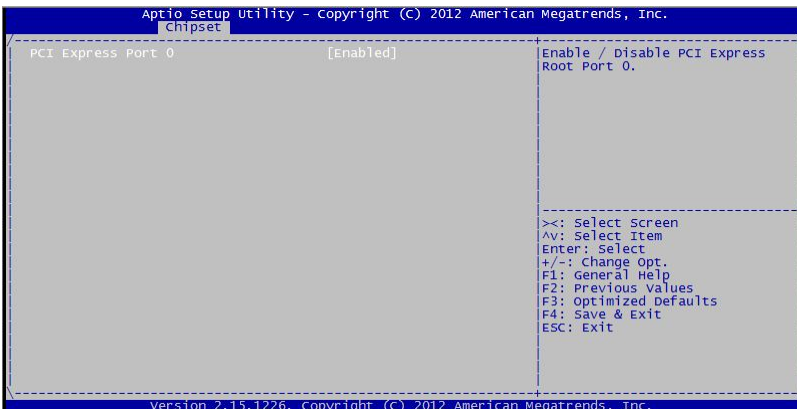 Aptio Setup Utility - Copyright (C) 2012 American Megatrends, Inc.
Chipset
PCI Express Port 0 [Enabled]
Enable / Disable PCI Express
Root Port 0.
><: Select Screen
^v: Select Item
Enter: Select
+/-: Change Opt.
F1: General Help
F2: Previous Values
F3: Optimized Defaults
F4: Save & Exit
ESC: Exit
Version 2.15.1226. Copyright (C) 2012 American Megatrends, Inc.